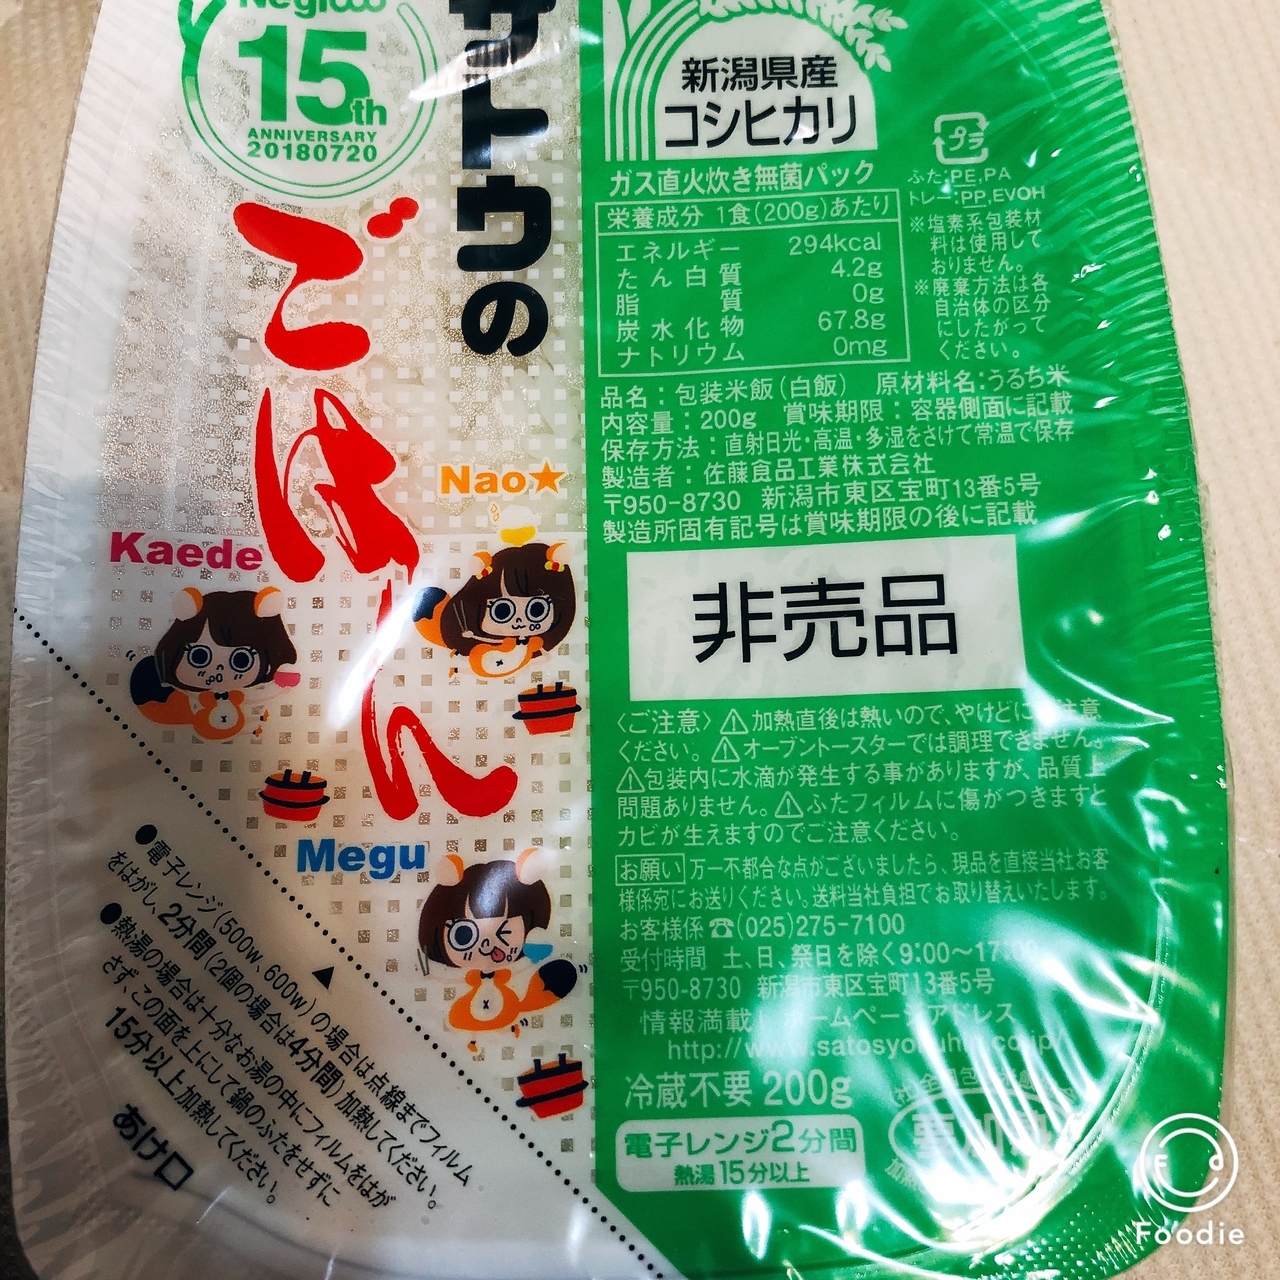 15th
ANNIVERSARY
20180720
サトウの
ごはん
Kaede
Nao★
Megu
●電子レンジ(500w、600w)の場合は点線までフィルム
をはがし、2分間(2個の場合は4分間)加熱してください。
●熱湯の場合は十分なお湯の中にフィルムをはが
さず、この面を上にして鍋のふたをせずに
15分以上加熱してください。
あけ口
新潟県産
コシヒカリ
ガス直火炊き無菌パック
栄養成分 1食(200g)あたり
エネルギー 294kcal
たん白質 4.2g
脂質 0g
炭水化物 67.8g
ナトリウム 0mg
プラ
ふた:PE,PA
トレー:PP,EVOH
※塩素系包装材
料は使用して
おりません。
※廃棄方法は各
自治体の区分
にしたがって
ください。
品名:包装米飯(白飯) 原材料名:うるち米
内容量:200g 賞味期限:容器側面に記載
保存方法:直射日光・高温・多湿をさけて常温で保存
製造者:佐藤食品工業株式会社
〒950-8730 新潟市東区宝町13番5号
製造所固有記号は賞味期限の後に記載
非売品
〈ご注意〉⚠加熱直後は熱いので、やけどに注意
ください。⚠オーブントースターでは調理できません。
⚠包装内に水滴が発生する事がありますが、品質上
問題ありません。⚠ふたフィルムに傷がつきますと
カビが生えますのでご注意ください。
お願い 万一不都合な点がございましたら、現品を直接当社お客
様係宛にお送りください。送料当社負担でお取り替えいたします。
お客様係☎(025)275-7100
受付時間 土、日、祭日を除く9:00〜17
〒950-8730 新潟市東区宝町13番5号
情報満載!ホームページアドレス
http://www.satosyokuhin.co.jp/
冷蔵不要 200g
電子レンジ2分間
熱湯15分以上
Foodie